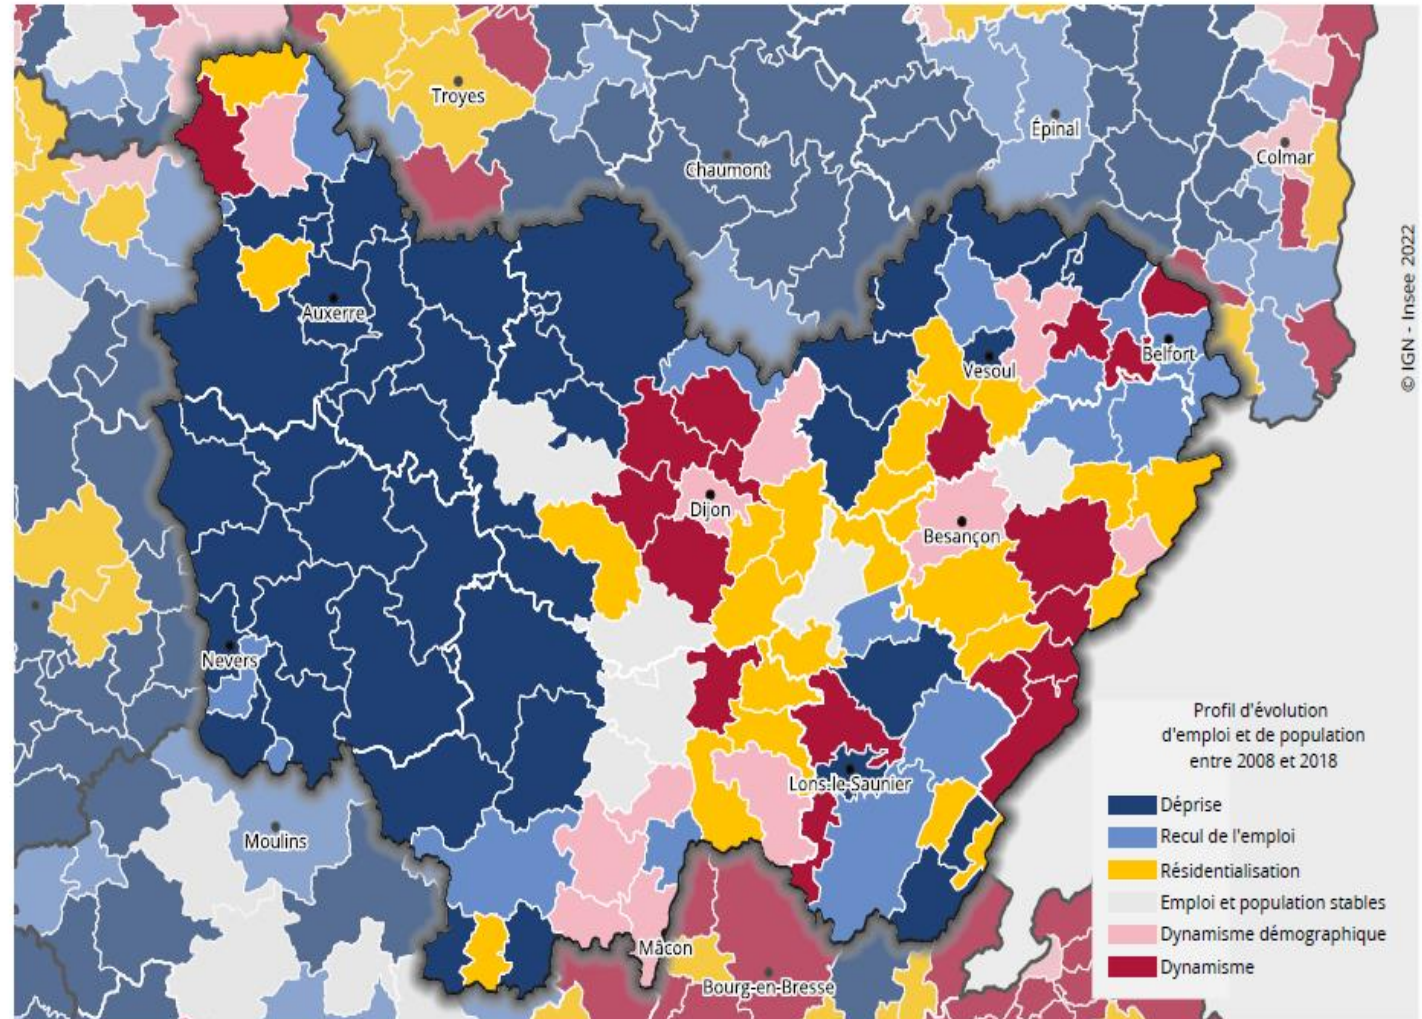 Troyes
Épinal
Colmar
Chaumont
© IGN - Insee 2022
Auxerre
Belfort
Vesoul
Dijon
Besançon
Nevers
Lons-le-Saunier
Moulins
Mâcon
Bourg-en-Bresse
Profil d'évolution
d'emploi et de population
entre 2008 et 2018
Déprise
Recul de l'emploi
Résidentialisation
Emploi et population stables
Dynamisme démographique
Dynamisme